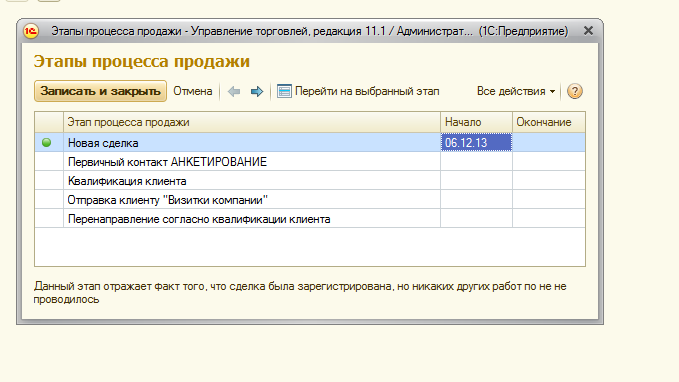 Этапы процесса продажи - Управление торговлей, редакция 11.1 / Администрат... (1С:Предприятие)
Этапы процесса продажи
Записать и закрыть Отмена Перейти на выбранный этап Все действия ?
Этап процесса продажи Начало Окончание
Новая сделка 06.12.13
Первичный контакт АНКЕТИРОВАНИЕ
Квалификация клиента
Отправка клиенту "Визитки компании"
Перенаправление согласно квалификации клиента
Данный этап отражает факт того, что сделка была зарегистрирована, но никаких других работ по не не
проводилось